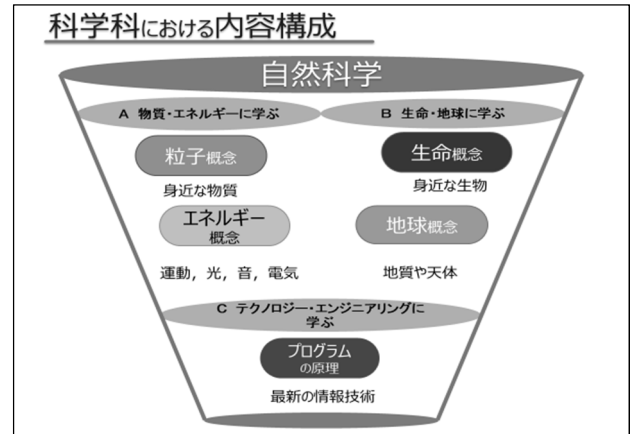 科学科における内容構成
自然科学
A 物質・エネルギーに学ぶ
B 生命・地球に学ぶ
粒子概念
身近な物質
生命概念
身近な生物
エネルギー
概念
運動，光，音，電気
地球概念
地質や天体
C テクノロジー・エンジニアリングに
学ぶ
プログラム
の原理
最新の情報技術